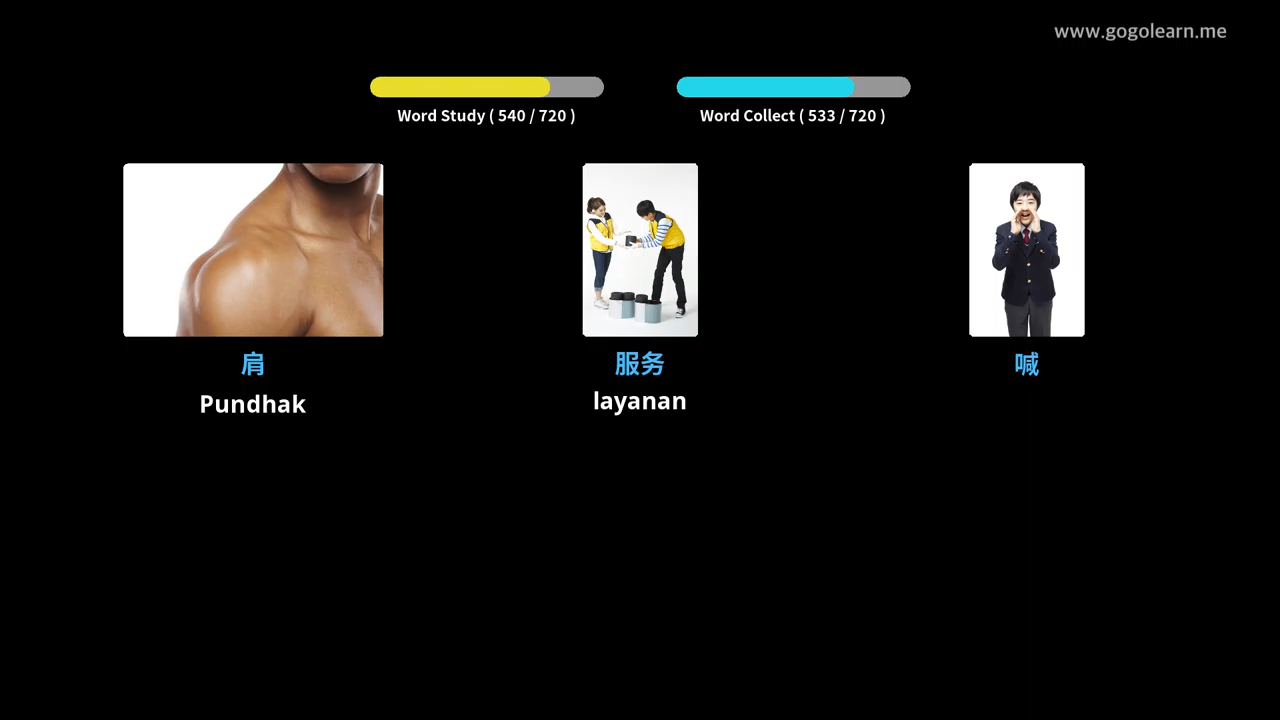 www.gogolearn.me
Word Study ( 540 / 720 )
Word Collect ( 533 / 720 )
肩
服务
喊
Pundhak
layanan